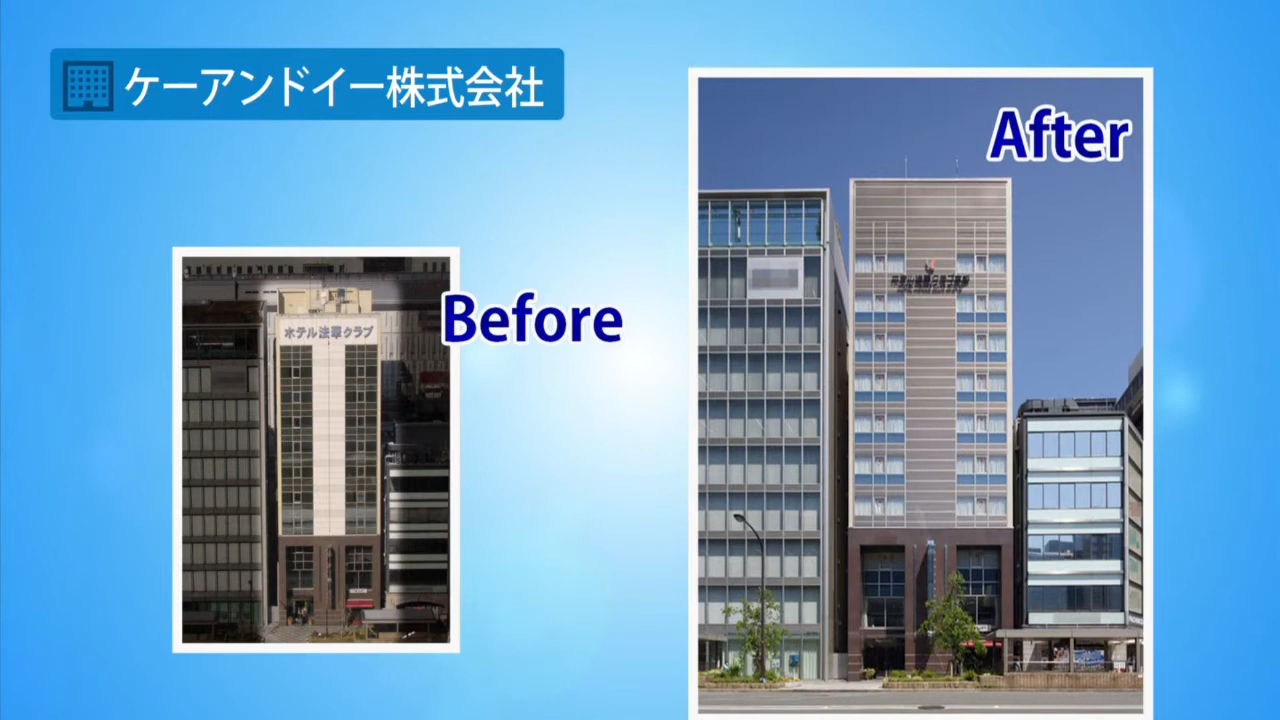 ケーアンドイー株式会社
After
Before
ホテル法華クラブ